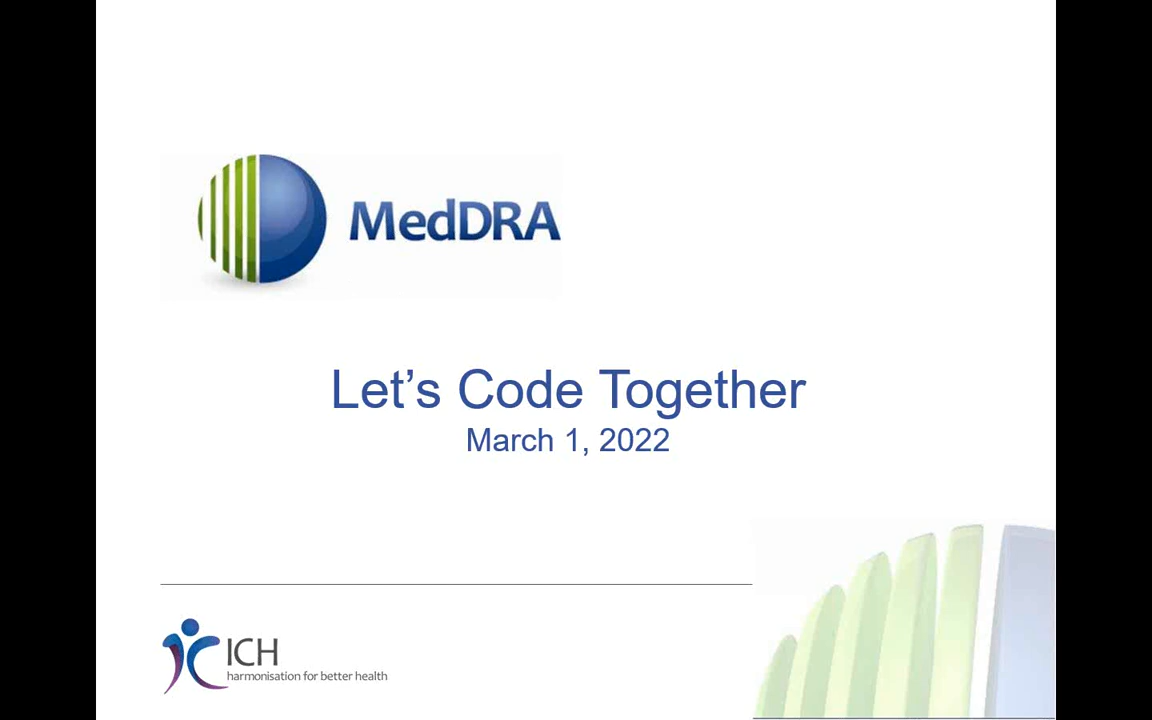 MedDRA
Let’s Code Together
March 1, 2022
ICH
harmonisation for better health